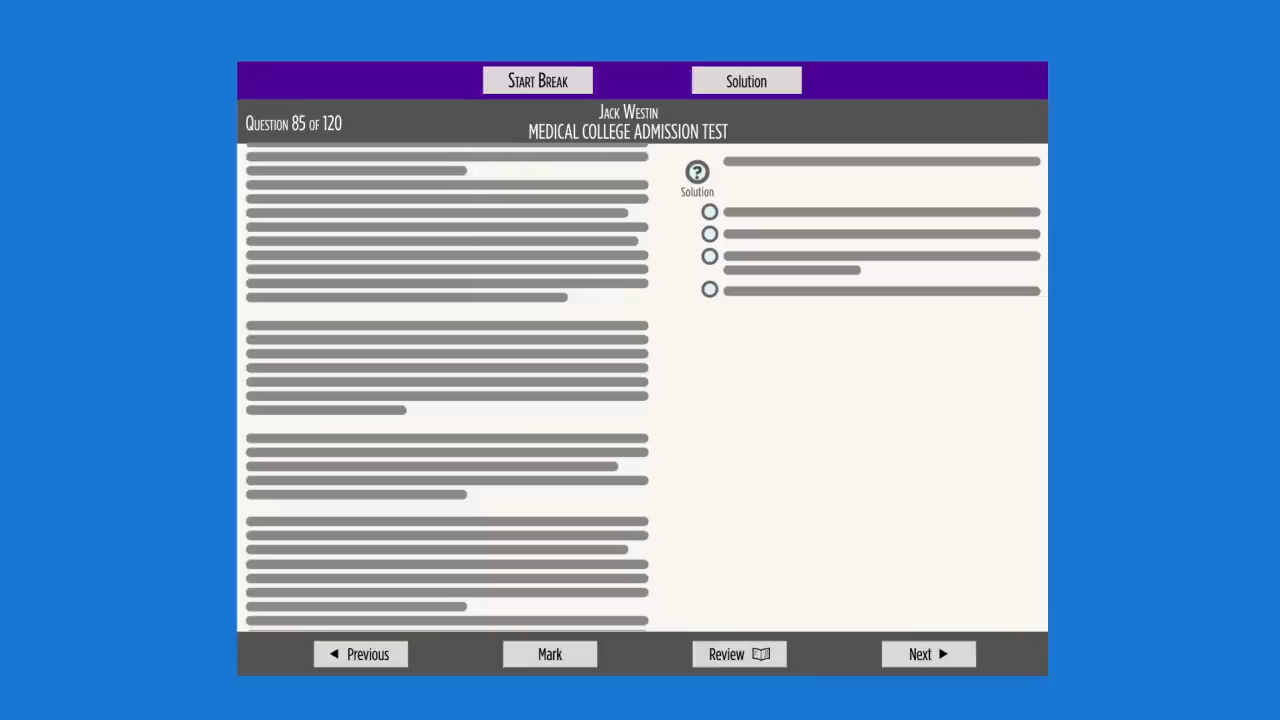 START BREAK
Solution
JACK WESTIN
QUESTION 85 OF 120
MEDICAL COLLEGE ADMISSION TEST
?
Solution
Previous
Mark
Review
Next